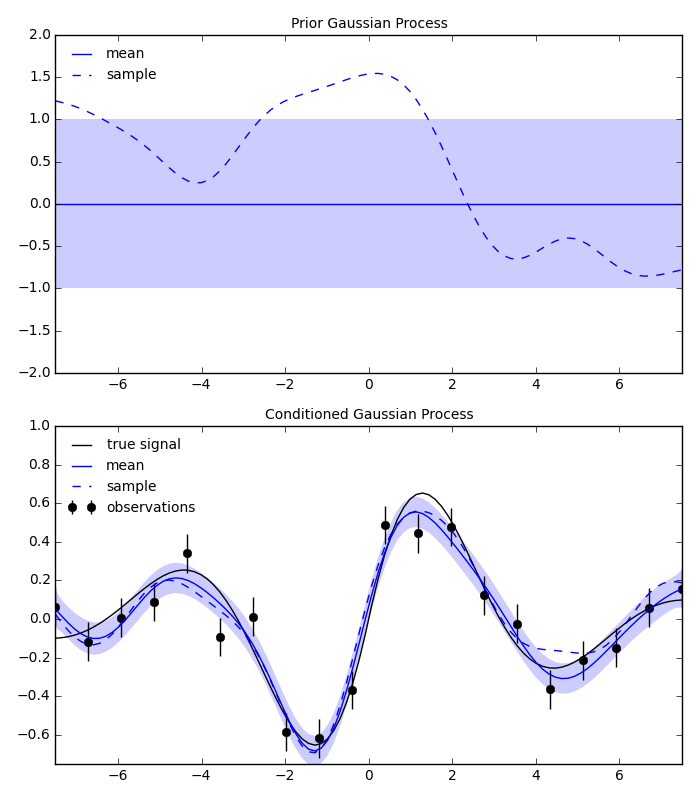 Prior Gaussian Process
2.0
mean
sample
1.5
1.0
0.5
0.0
−0.5
−1.0
−1.5
−2.0
−6 −4 −2 0 2 4 6
Conditioned Gaussian Process
1.0
true signal
0.8
mean
sample
0.6
observations
0.4
0.2
0.0
−0.2
−0.4
−0.6
−6 −4 −2 0 2 4 6